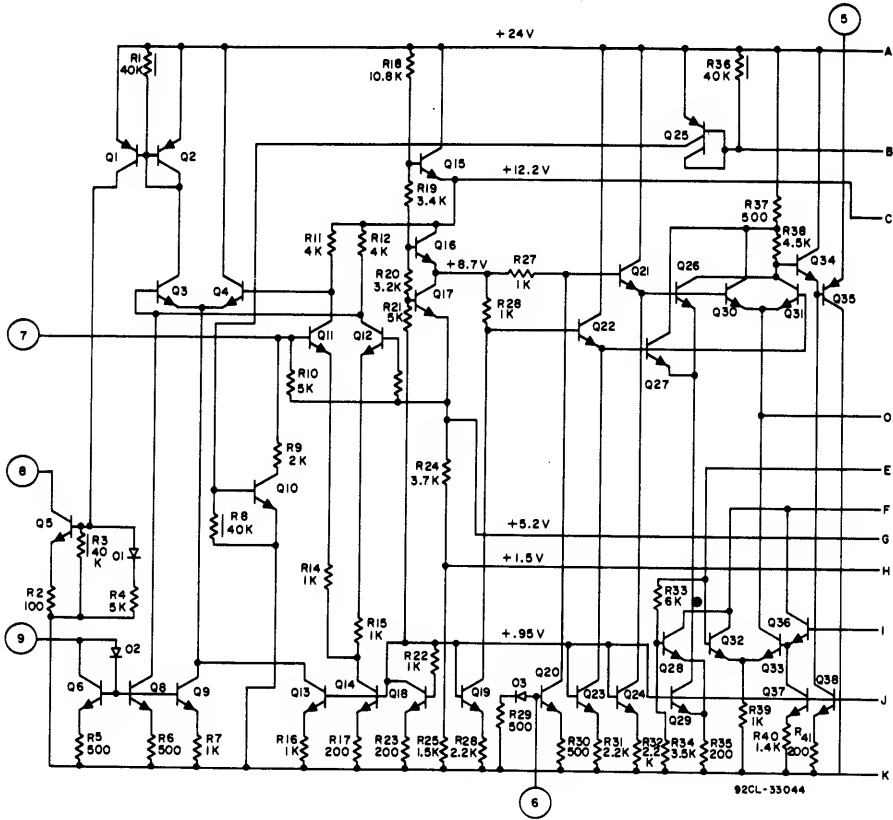 5
+24V
A
R1
40K
R18
10.8K
R36
40K
Q1
Q2
Q25
B
Q15
+12.2V
R19
3.4K
R37
500
C
R11
4K
R12
4K
Q16
R38
4.5K
Q34
+8.7V
R27
1K
Q3
Q4
R20
3.2K
Q17
Q21
Q26
R21
5K
R28
1K
Q30
Q31
Q35
7
Q11
Q12
Q22
Q27
R10
5K
O
R9
2K
R24
3.7K
E
8
Q10
F
Q5
R8
40K
+5.2V
G
R3
40
K
D1
R14
1K
+1.5V
H
R2
100
R4
5K
R33
6K
R15
1K
Q36
I
9
D2
.95V
R22
1K
Q32
Q28
Q33
Q6
Q8
Q9
Q13
Q14
Q18
Q19
D3
Q20
Q23
Q24
Q29
Q37
Q38
J
R29
500
R39
1K
R5
500
R6
500
R7
1K
R16
1K
R17
200
R23
200
R25
1.5K
R28
2.2K
R30
500
R31
2.2K
R32
2.2
K
R34
3.5K
R35
200
R40
1.4K
R41
200
K
92CL-33044
6